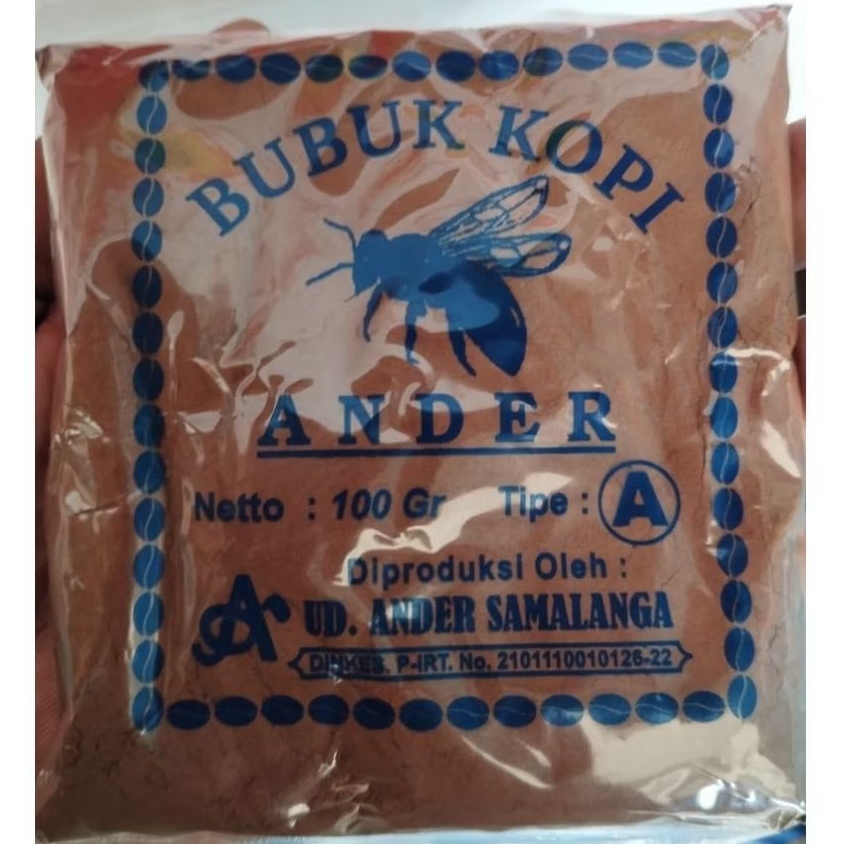 BUBUK KOPI
ANDER
Netto : 100 Gr Tipe : A
Diproduksi Oleh :
UD. ANDER SAMALANGA
DINKES. P-IRT. No. 2101110010126-22